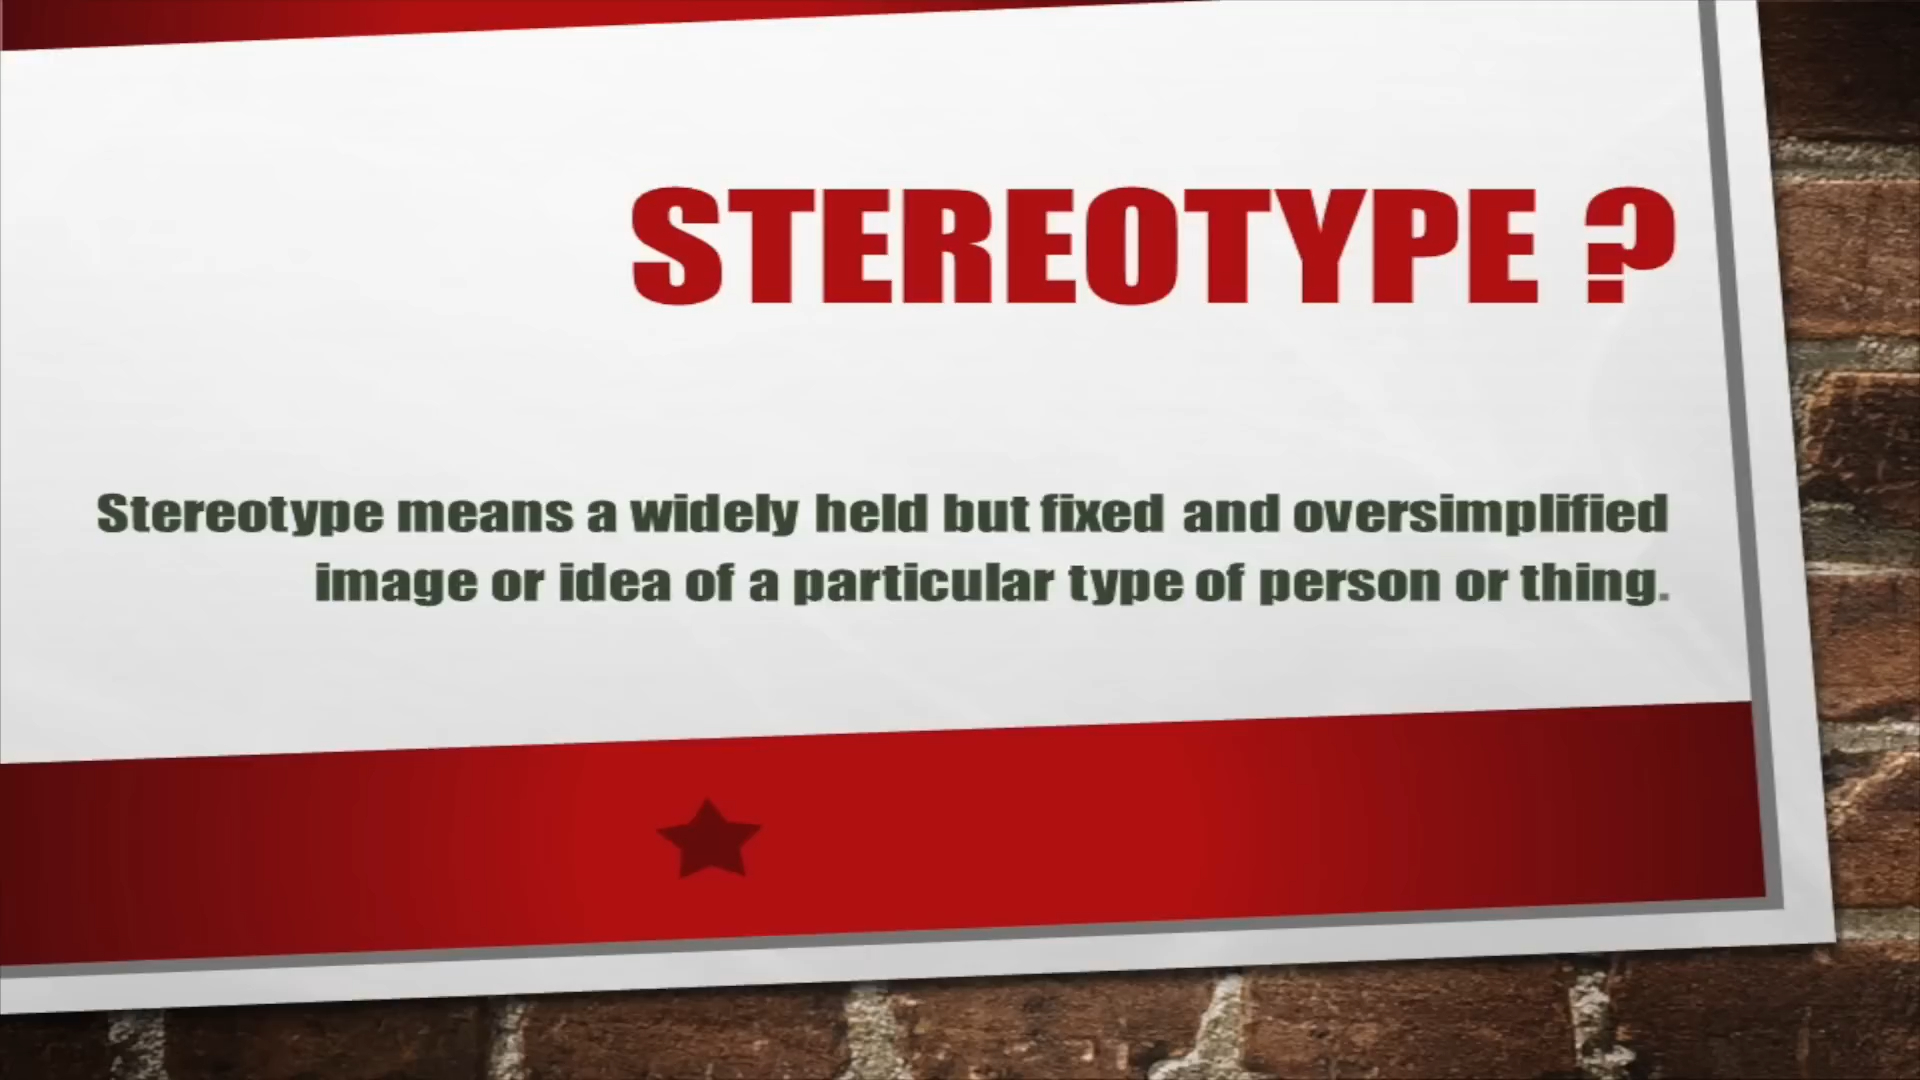 STEREOTYPE ?
Stereotype means a widely held but fixed and oversimplified
image or idea of a particular type of person or thing.